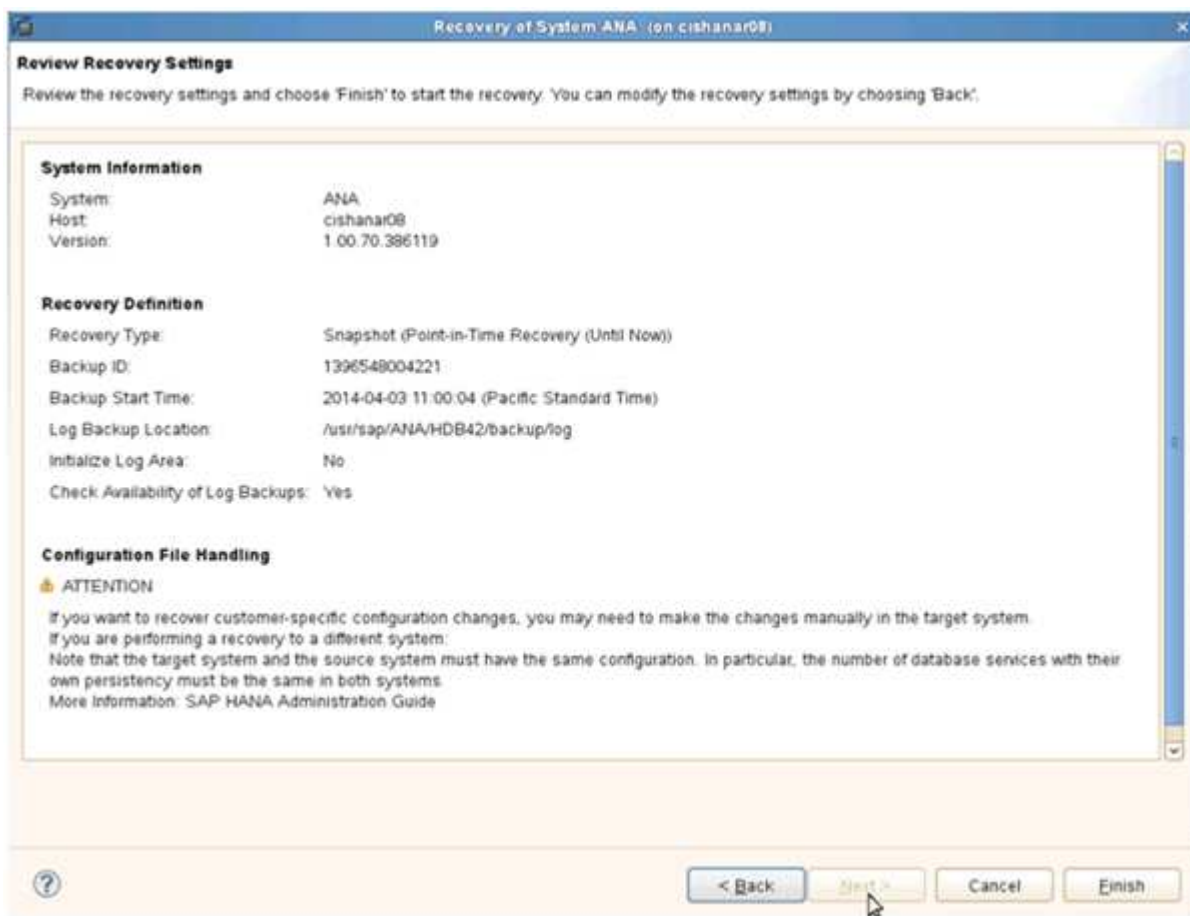 Recovery of System ANA (on cishanar08)
Review Recovery Settings
Review the recovery settings and choose 'Finish' to start the recovery. You can modify the recovery settings by choosing 'Back'.
System Information
System: ANA
Host: cishanar08
Version: 1.00.70.386119
Recovery Definition
Recovery Type: Snapshot (Point-in-Time Recovery (Until Now))
Backup ID: 1396548004221
Backup Start Time: 2014-04-03 11:00:04 (Pacific Standard Time)
Log Backup Location: /usr/sap/ANA/HDB42/backup/log
Initialize Log Area: No
Check Availability of Log Backups: Yes
Configuration File Handling
ATTENTION
If you want to recover customer-specific configuration changes, you may need to make the changes manually in the target system.
If you are performing a recovery to a different system:
Note that the target system and the source system must have the same configuration. In particular, the number of database services with their
own persistency must be the same in both systems.
More Information: SAP HANA Administration Guide
< Back Next > Cancel Finish